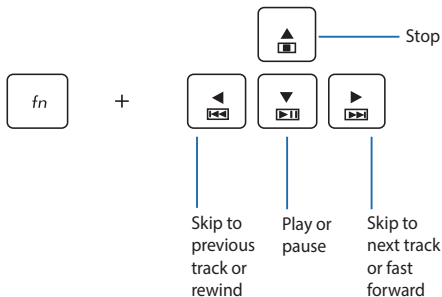 Stop
fn +
Skip to
previous
track or
rewind
Play or
pause
Skip to
next track
or fast
forward